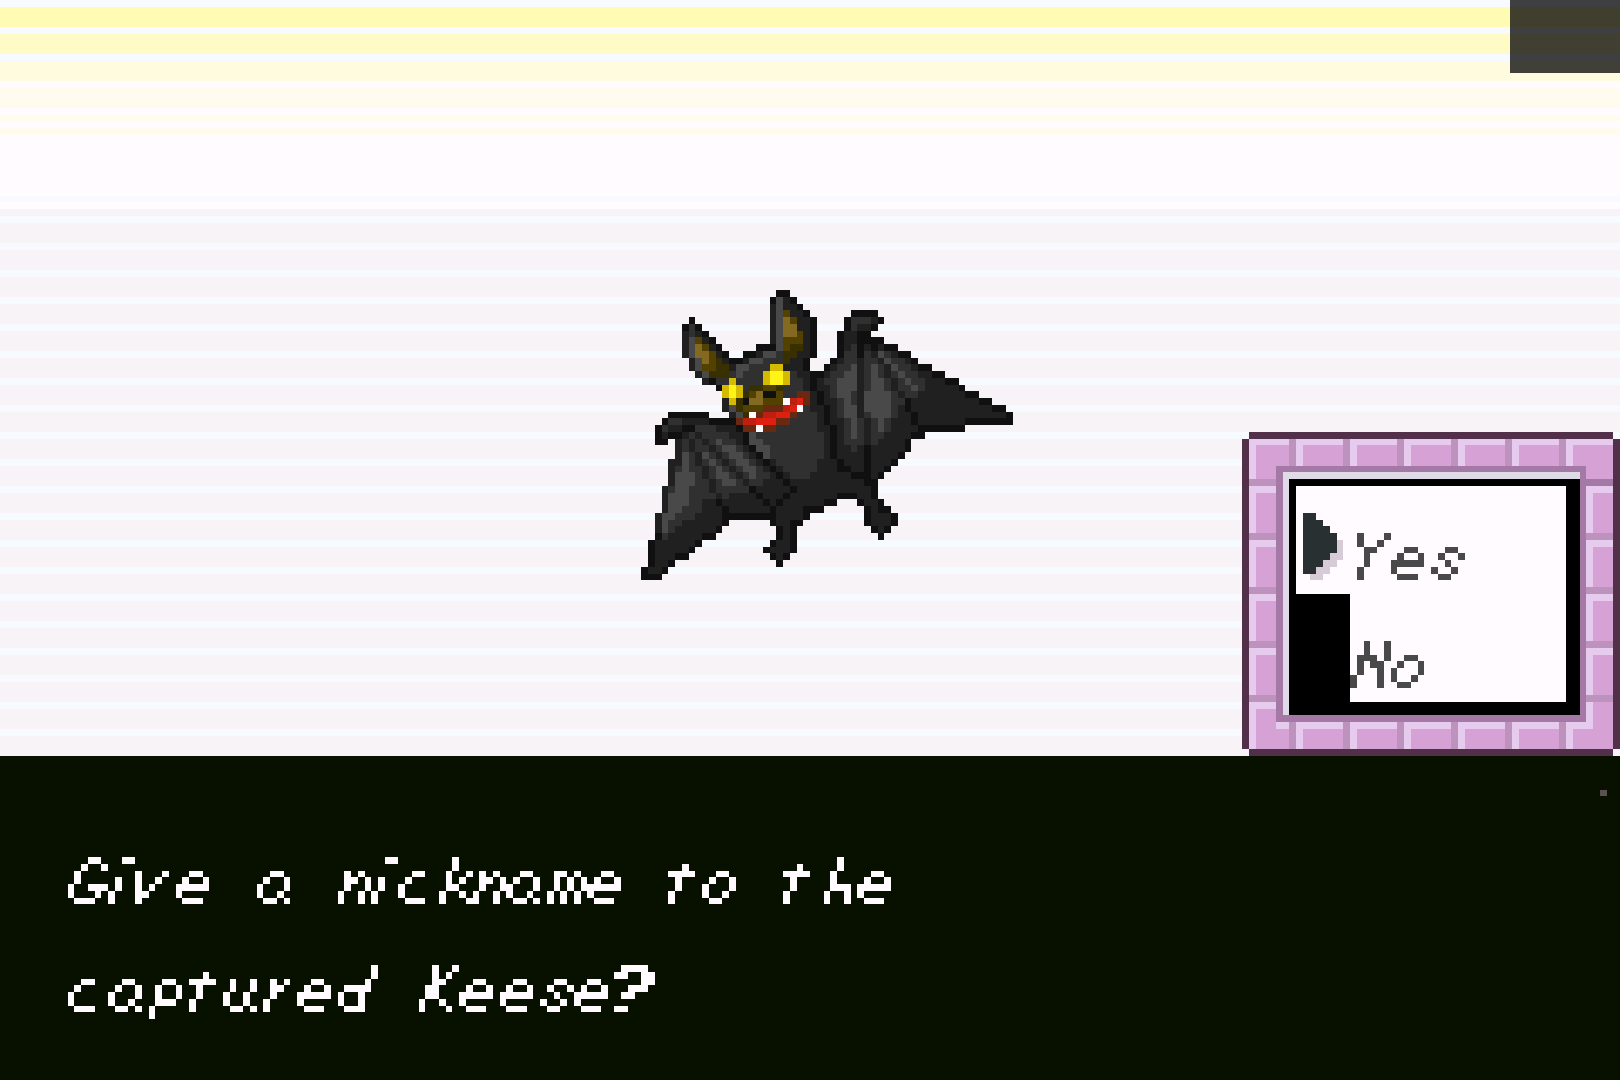 Yes
No
Give a nickname to the
captured Keese?